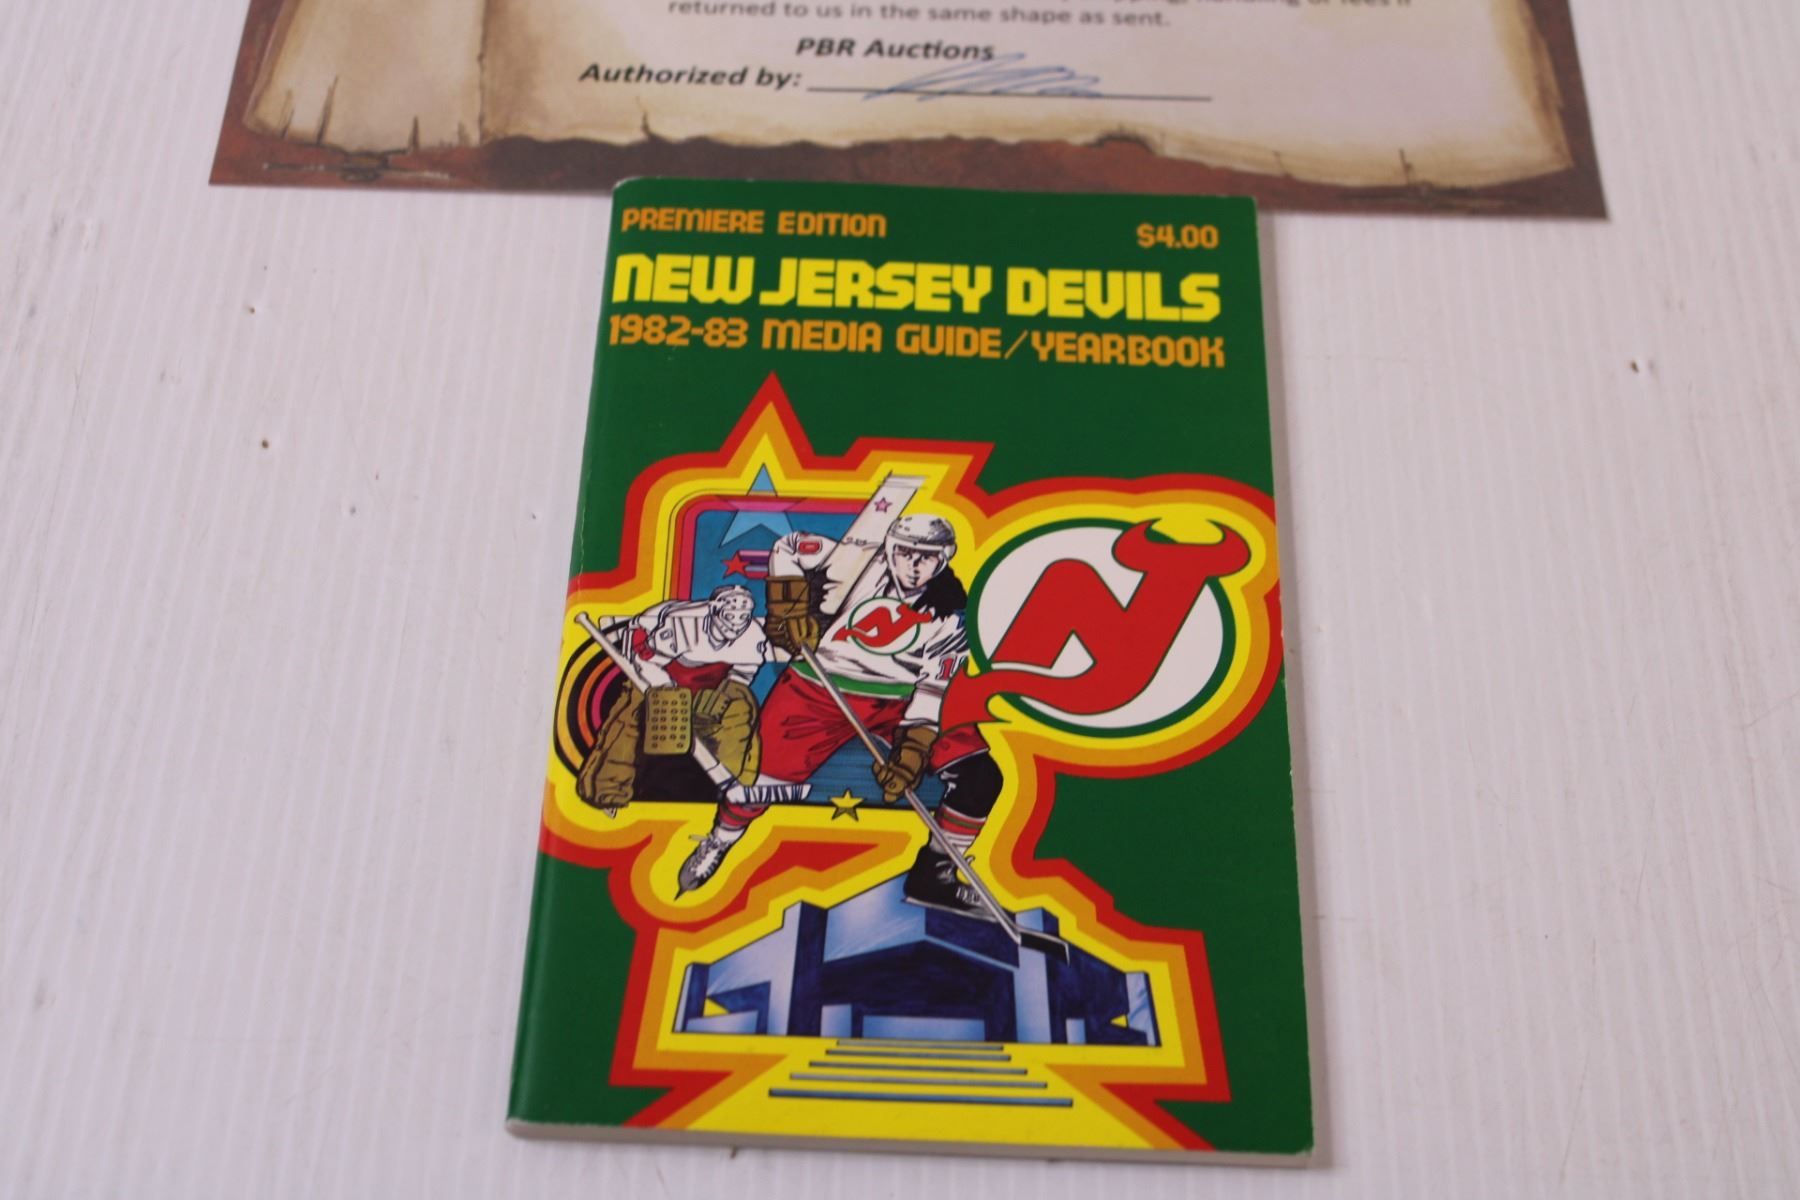 returned to us in the same shape as sent.
PBR Auctions
Authorized by:
PREMIERE EDITION $4.00
NEW JERSEY DEVILS
1982-83 MEDIA GUIDE/YEARBOOK